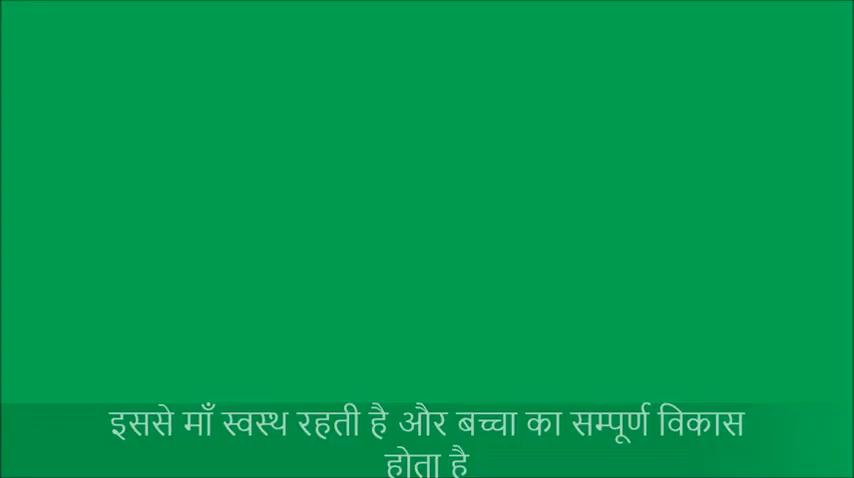 इससे माँ स्वस्थ रहती है और बच्चा का सम्पूर्ण विकास
होता है